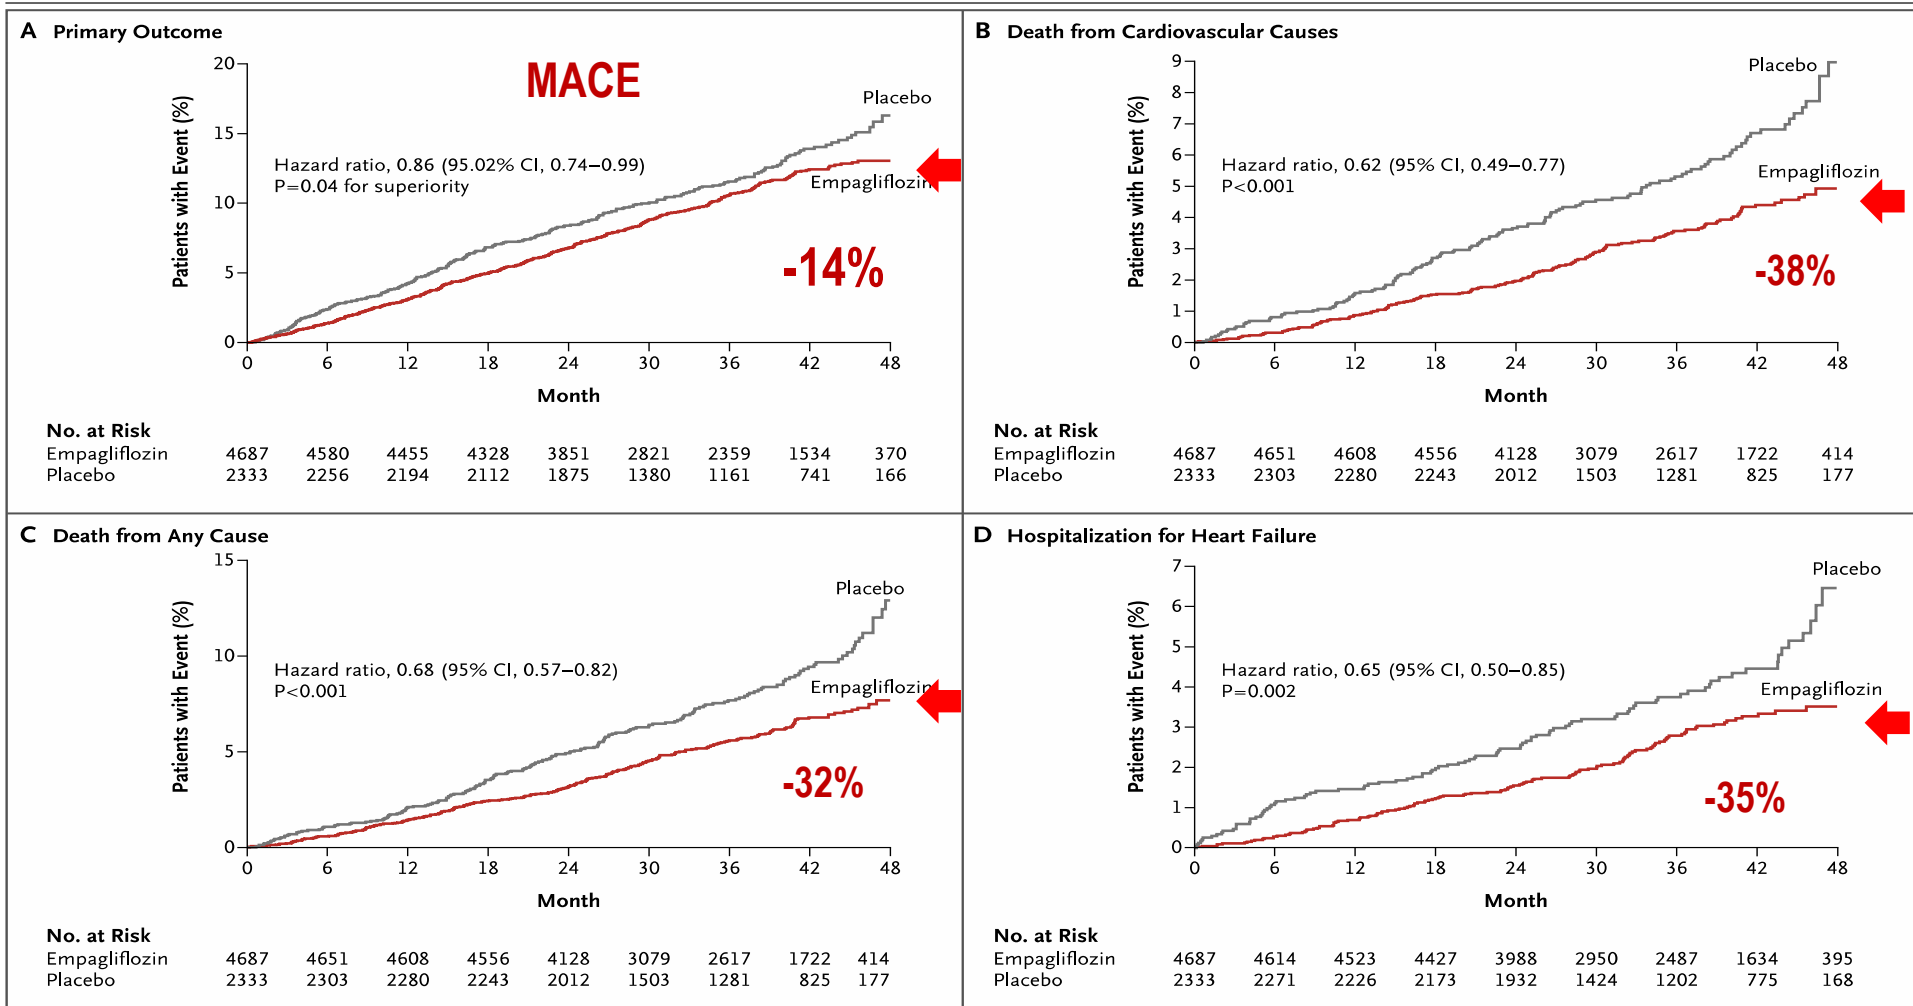 A Primary Outcome
MACE
Patients with Event (%)
20
15
10
5
0
Placebo
Hazard ratio, 0.86 (95.02% CI, 0.74–0.99)
P=0.04 for superiority
Empagliflozin
-14%
0 6 12 18 24 30 36 42 48
Month
No. at Risk
Empagliflozin 4687 4580 4455 4328 3851 2821 2359 1534 370
Placebo 2333 2256 2194 2112 1875 1380 1161 741 166
B Death from Cardiovascular Causes
Patients with Event (%)
9
8
7
6
5
4
3
2
1
0
Placebo
Hazard ratio, 0.62 (95% CI, 0.49–0.77)
P<0.001
Empagliflozin
-38%
0 6 12 18 24 30 36 42 48
Month
No. at Risk
Empagliflozin 4687 4651 4608 4556 4128 3079 2617 1722 414
Placebo 2333 2303 2280 2243 2012 1503 1281 825 177
C Death from Any Cause
Patients with Event (%)
15
10
5
0
Placebo
Hazard ratio, 0.68 (95% CI, 0.57–0.82)
P<0.001
Empagliflozin
-32%
0 6 12 18 24 30 36 42 48
Month
No. at Risk
Empagliflozin 4687 4651 4608 4556 4128 3079 2617 1722 414
Placebo 2333 2303 2280 2243 2012 1503 1281 825 177
D Hospitalization for Heart Failure
Patients with Event (%)
7
6
5
4
3
2
1
0
Placebo
Hazard ratio, 0.65 (95% CI, 0.50–0.85)
P=0.002
Empagliflozin
-35%
0 6 12 18 24 30 36 42 48
Month
No. at Risk
Empagliflozin 4687 4614 4523 4427 3988 2950 2487 1634 395
Placebo 2333 2271 2226 2173 1932 1424 1202 775 168